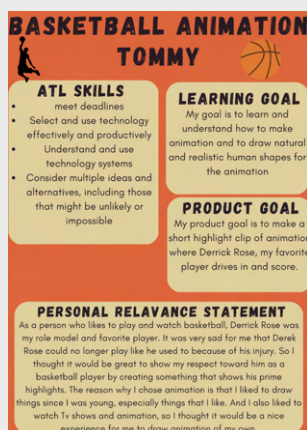 BASKETBALL ANIMATION
TOMMY
ATL SKILLS
meet deadlines
Select and use technology
effectively and productively
Understand and use
technology systems
Consider multiple ideas and
alternatives, including those
that might be unlikely or
impossible
LEARNING GOAL
My goal is to learn and
understand how to make
animation and to draw natural
and realistic human shapes for
the animation
PRODUCT GOAL
My product goal is to make a
short highlight clip of animation
where Derrick Rose, my favorite
player drives in and score.
PERSONAL RELAVANCE STATEMENT
As a person who likes to play and watch basketball, Derrick Rose was
my role model and favorite player. It was very sad for me that Derek
Rose could no longer play like he used to because of his injury. So I
thought it would be great to show my respect toward him as a
basketball player by creating something that shows his prime
highlights. The reason why I chose animation is that I liked to draw
things since I was young, especially things that I like. And I also liked to
watch Tv shows and animation, so I thought it would be a nice
experience for me to draw animation of my own